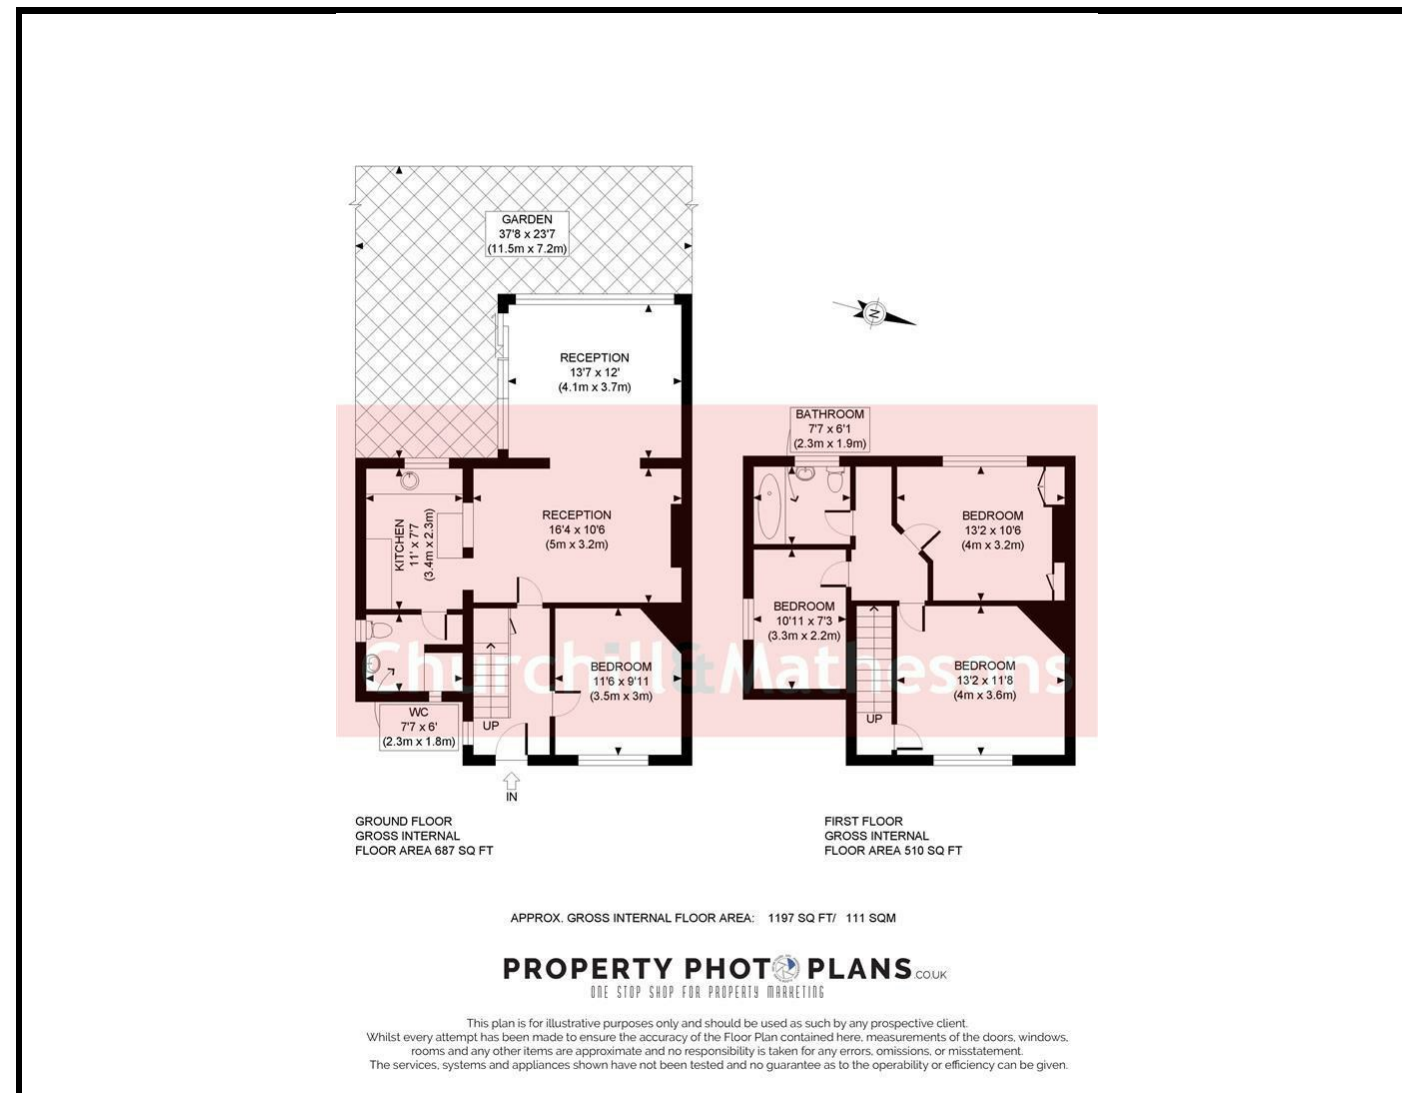 GARDEN
37'8 x 23'7
(11.5m x 7.2m)
RECEPTION
13'7 x 12'
(4.1m x 3.7m)
N
BATHROOM
7'7 x 6'1
(2.3m x 1.9m)
KITCHEN
11' x 7'7
(3.4m x 2.3m)
RECEPTION
16'4 x 10'6
(5m x 3.2m)
BEDROOM
13'2 x 10'6
(4m x 3.2m)
BEDROOM
10'11 x 7'3
(3.3m x 2.2m)
Churchill&Mathesons
BEDROOM
11'6 x 9'11
(3.5m x 3m)
BEDROOM
13'2 x 11'8
(4m x 3.6m)
WC
7'7 x 6'
(2.3m x 1.8m)
UP
UP
IN
GROUND FLOOR
GROSS INTERNAL
FLOOR AREA 687 SQ FT
FIRST FLOOR
GROSS INTERNAL
FLOOR AREA 510 SQ FT
APPROX. GROSS INTERNAL FLOOR AREA: 1197 SQ FT/ 111 SQM
PROPERTY PHOTO PLANS.CO.UK
ONE STOP SHOP FOR PROPERTY MARKETING
This plan is for illustrative purposes only and should be used as such by any prospective client.
Whilst every attempt has been made to ensure the accuracy of the Floor Plan contained here, measurements of the doors, windows,
rooms and any other items are approximate and no responsibility is taken for any errors, omissions, or misstatement.
The services, systems and appliances shown have not been tested and no guarantee as to the operability or efficiency can be given.